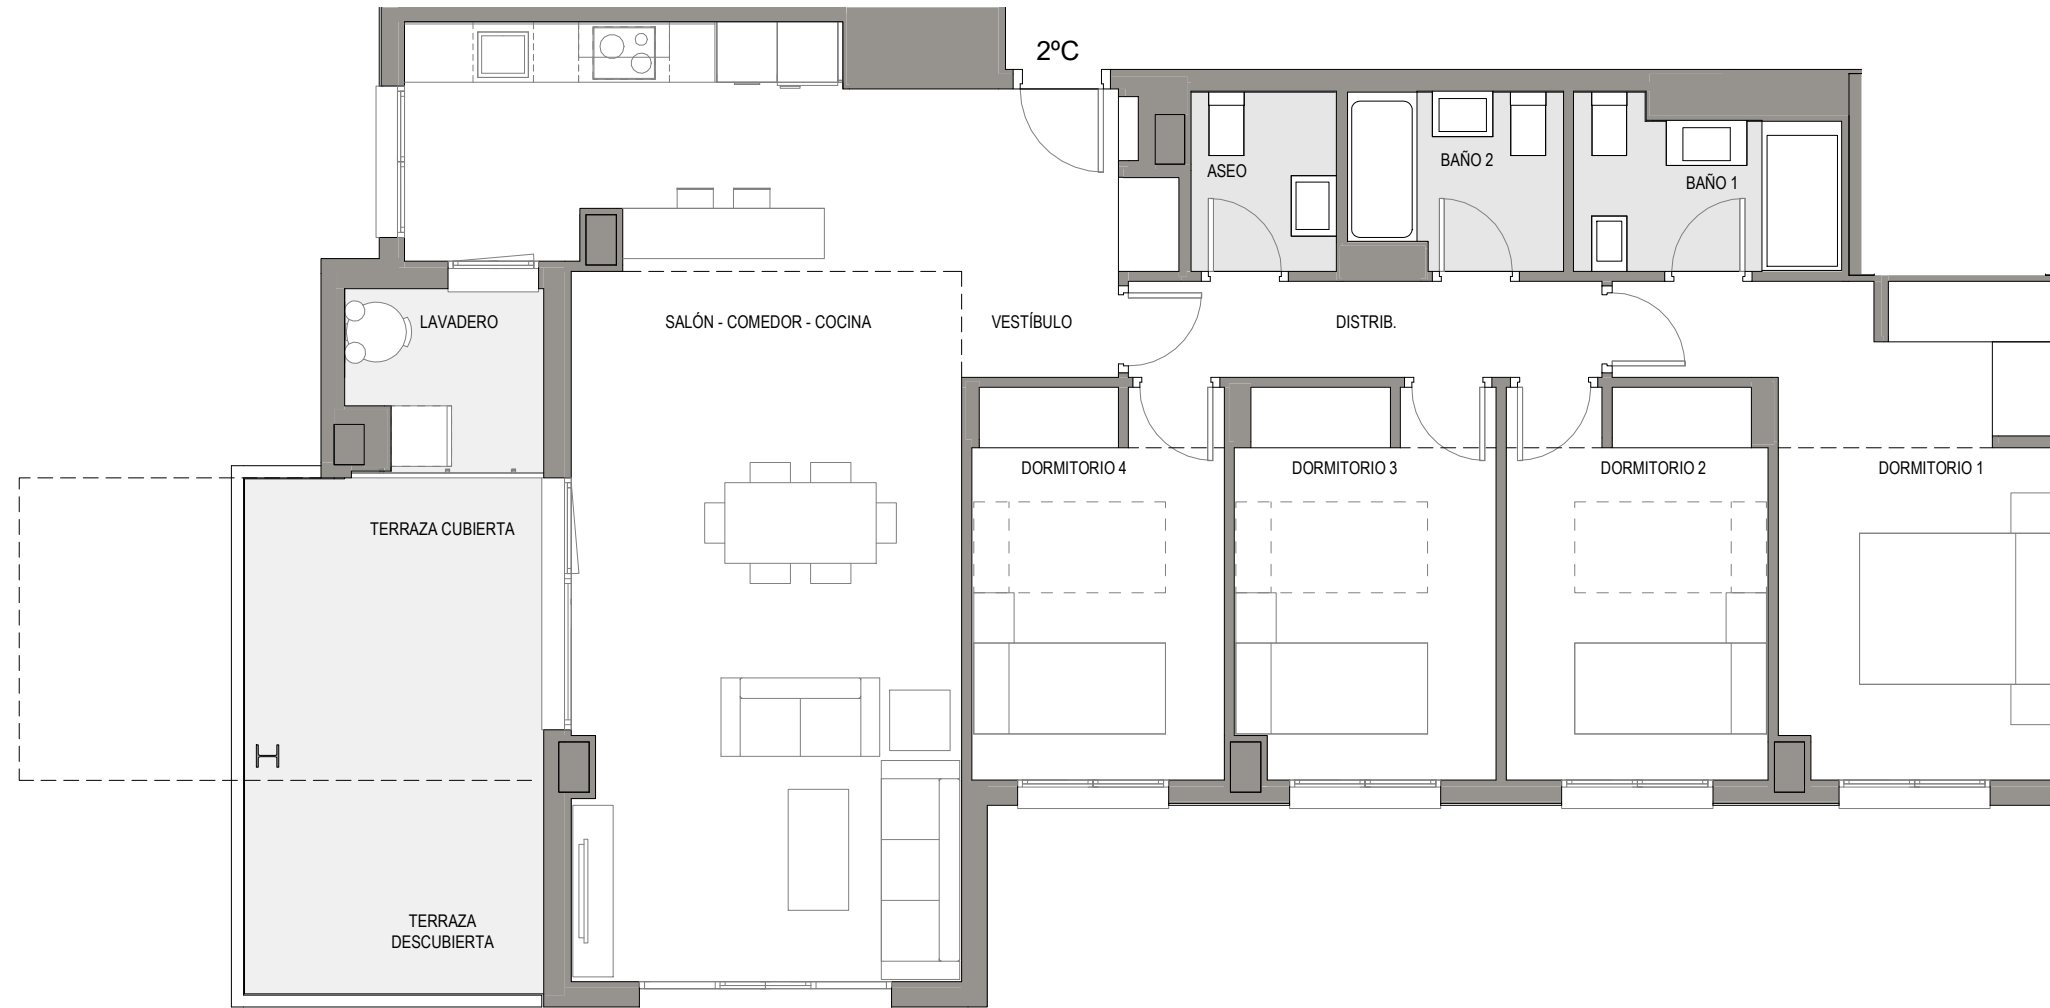 2ºC
BAÑO 2
ASEO
BAÑO 1
LAVADERO
SALÓN - COMEDOR - COCINA
VESTÍBULO
DISTRIB.
DORMITORIO 4
DORMITORIO 3
DORMITORIO 2
DORMITORIO 1
TERRAZA CUBIERTA
TERRAZA
DESCUBIERTA